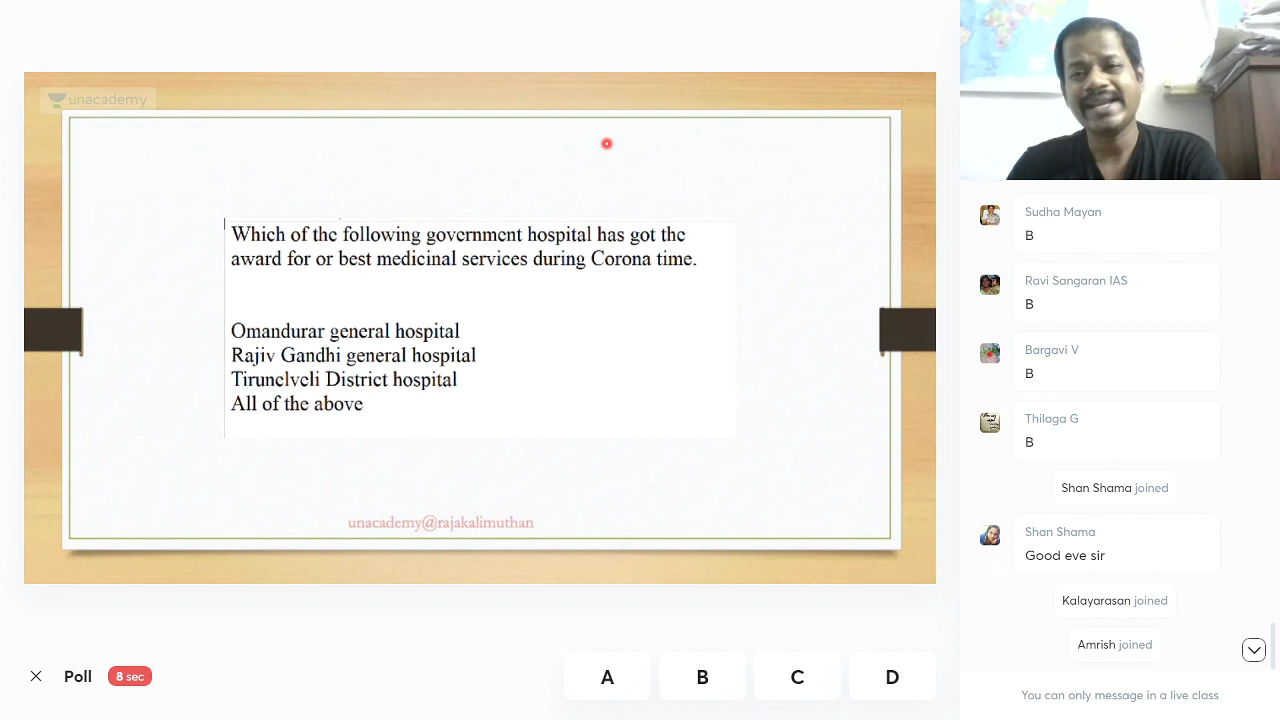 unacademy
Which of the following government hospital has got the
award for or best medicinal services during Corona time.
Omandurar general hospital
Rajiv Gandhi general hospital
Tirunelveli District hospital
All of the above
unacademy@rajakalimuthan
Poll
8 sec
A
B
C
D
Sudha Mayan
B
Ravi Sangaran IAS
B
Bargavi V
B
Thilaga G
B
Shan Shama joined
Shan Shama
Good eve sir
Kalayarasan joined
Amrish joined
You can only message in a live class